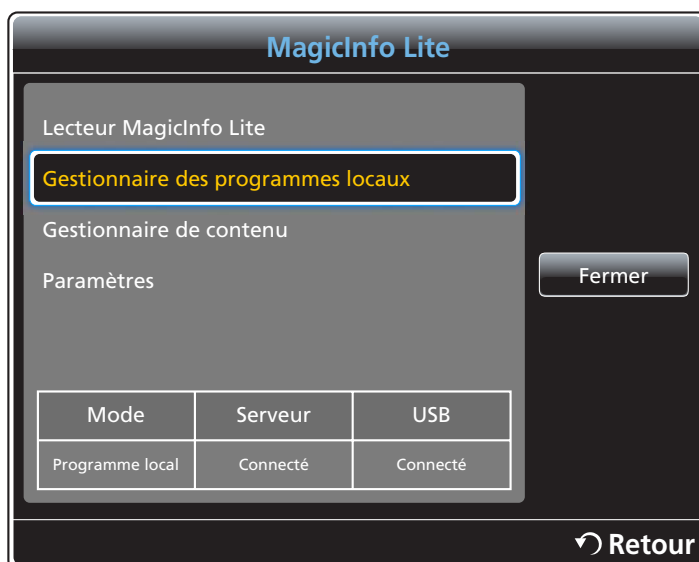 MagicInfo Lite
Lecteur MagicInfo Lite
Gestionnaire des programmes locaux
Gestionnaire de contenu
Paramètres
Fermer
Mode Serveur USB
Programme local Connecté Connecté
Retour